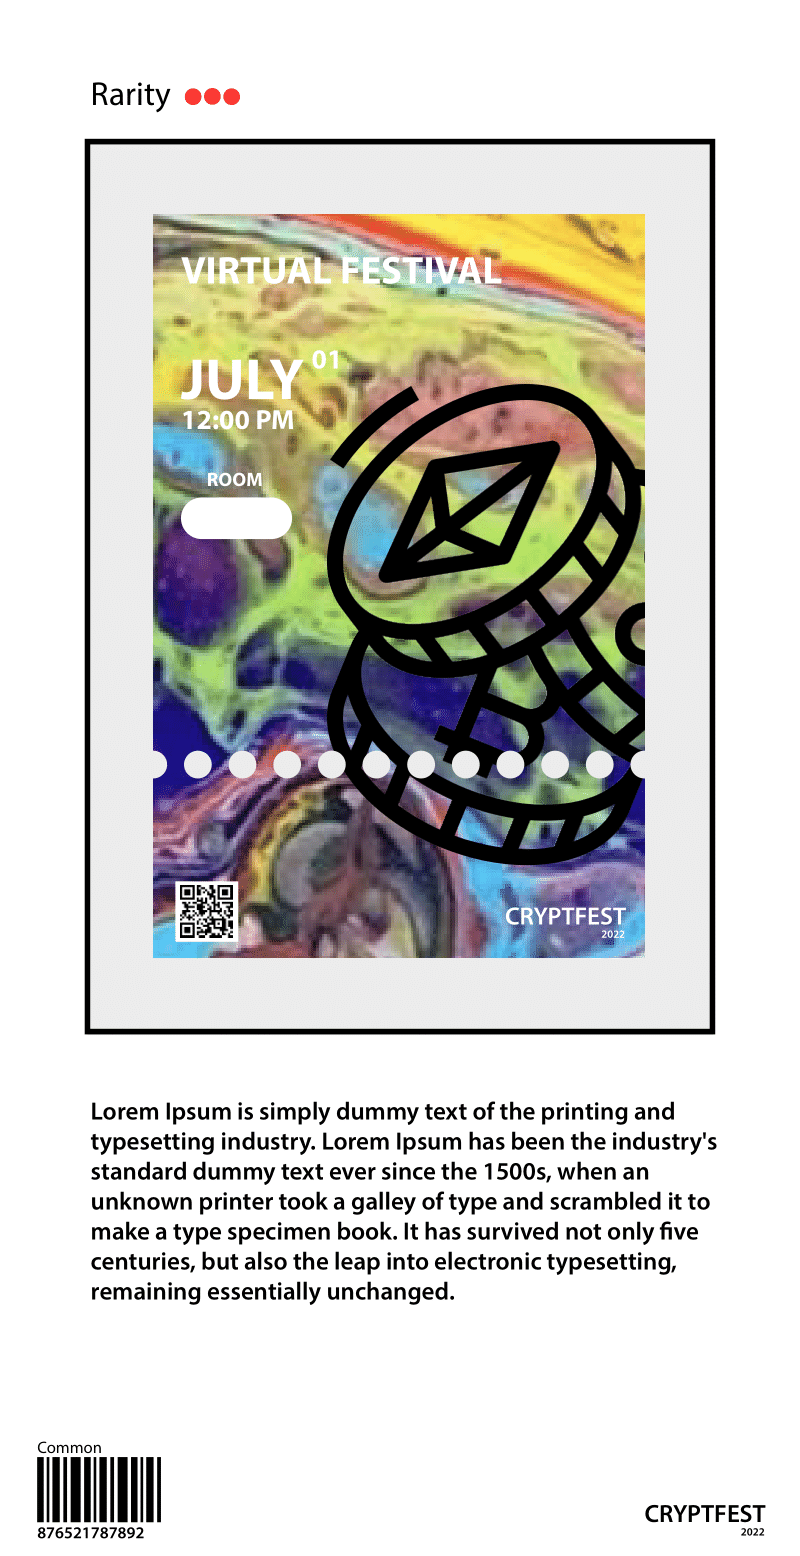 Rarity
VIRTUAL FESTIVAL
JULY 01
12:00 PM
ROOM
CRYPTFEST
2022
Lorem Ipsum is simply dummy text of the printing and
typesetting industry. Lorem Ipsum has been the industry's
standard dummy text ever since the 1500s, when an
unknown printer took a galley of type and scrambled it to
make a type specimen book. It has survived not only five
centuries, but also the leap into electronic typesetting,
remaining essentially unchanged.
Common
876521787892
CRYPTFEST
2022